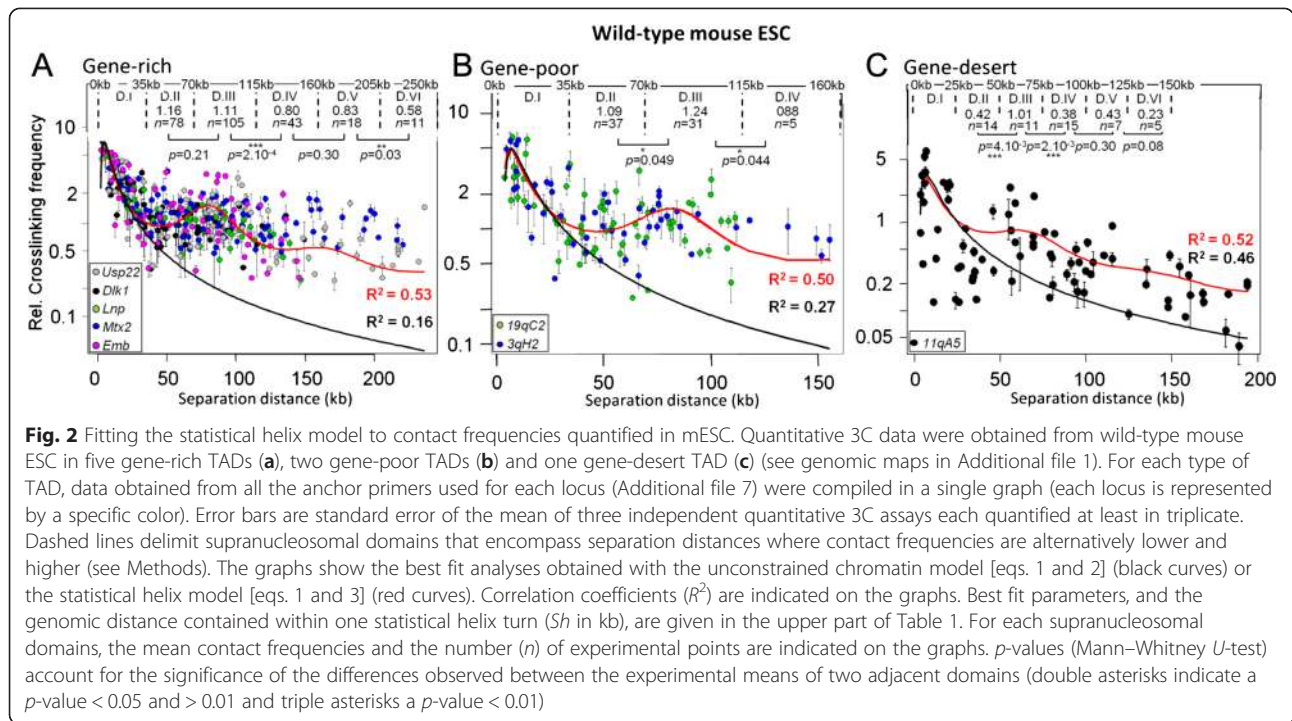 Wild-type mouse ESC
A
Gene-rich
0kb 35kb 70kb 115kb 160kb 205kb 250kb
D.I D.II D.III D.IV D.V D.VI
1.16 1.11 0.80 0.83 0.58
n=78 n=105 n=43 n=18 n=11
*** **
p=0.21 p=2.10-4 p=0.30 p=0.03
Rel. Crosslinking frequency
10
5
2
1
0.5
0.1
Usp22
Dlk1
Lnp
Mtx2
Emb
R² = 0.53
R² = 0.16
0 50 100 150 200
Separation distance (kb)
B
Gene-poor
0kb 35kb 70kb 115kb 160kb
D.I D.II D.III D.IV
1.09 1.24 088
n=37 n=31 n=5
* *
p=0.049 p=0.044
10
5
2
1
0.5
0.1
19qC2
3qH2
R² = 0.50
R² = 0.27
0 50 100 150
Separation distance (kb)
C
Gene-desert
0kb 25kb 50kb 75kb 100kb 125kb 150kb
D.I D.II D.III D.IV D.V D.VI
0.42 1.01 0.38 0.43 0.23
n=14 n=11 n=15 n=7 n=5
p=4.10-3 p=2.10-3 p=0.30 p=0.08
*** ***
5
1
0.2
0.05
R² = 0.52
R² = 0.46
11qA5
0 50 100 150 200
Separation distance (kb)
Fig. 2 Fitting the statistical helix model to contact frequencies quantified in mESC. Quantitative 3C data were obtained from wild-type mouse
ESC in five gene-rich TADs (a), two gene-poor TADs (b) and one gene-desert TAD (c) (see genomic maps in Additional file 1). For each type of
TAD, data obtained from all the anchor primers used for each locus (Additional file 7) were compiled in a single graph (each locus is represented
by a specific color). Error bars are standard error of the mean of three independent quantitative 3C assays each quantified at least in triplicate.
Dashed lines delimit supranucleosomal domains that encompass separation distances where contact frequencies are alternatively lower and
higher (see Methods). The graphs show the best fit analyses obtained with the unconstrained chromatin model [eqs. 1 and 2] (black curves) or
the statistical helix model [eqs. 1 and 3] (red curves). Correlation coefficients (R²) are indicated on the graphs. Best fit parameters, and the
genomic distance contained within one statistical helix turn (Sh in kb), are given in the upper part of Table 1. For each supranucleosomal
domains, the mean contact frequencies and the number (n) of experimental points are indicated on the graphs. p-values (Mann–Whitney U-test)
account for the significance of the differences observed between the experimental means of two adjacent domains (double asterisks indicate a
p-value < 0.05 and > 0.01 and triple asterisks a p-value < 0.01)